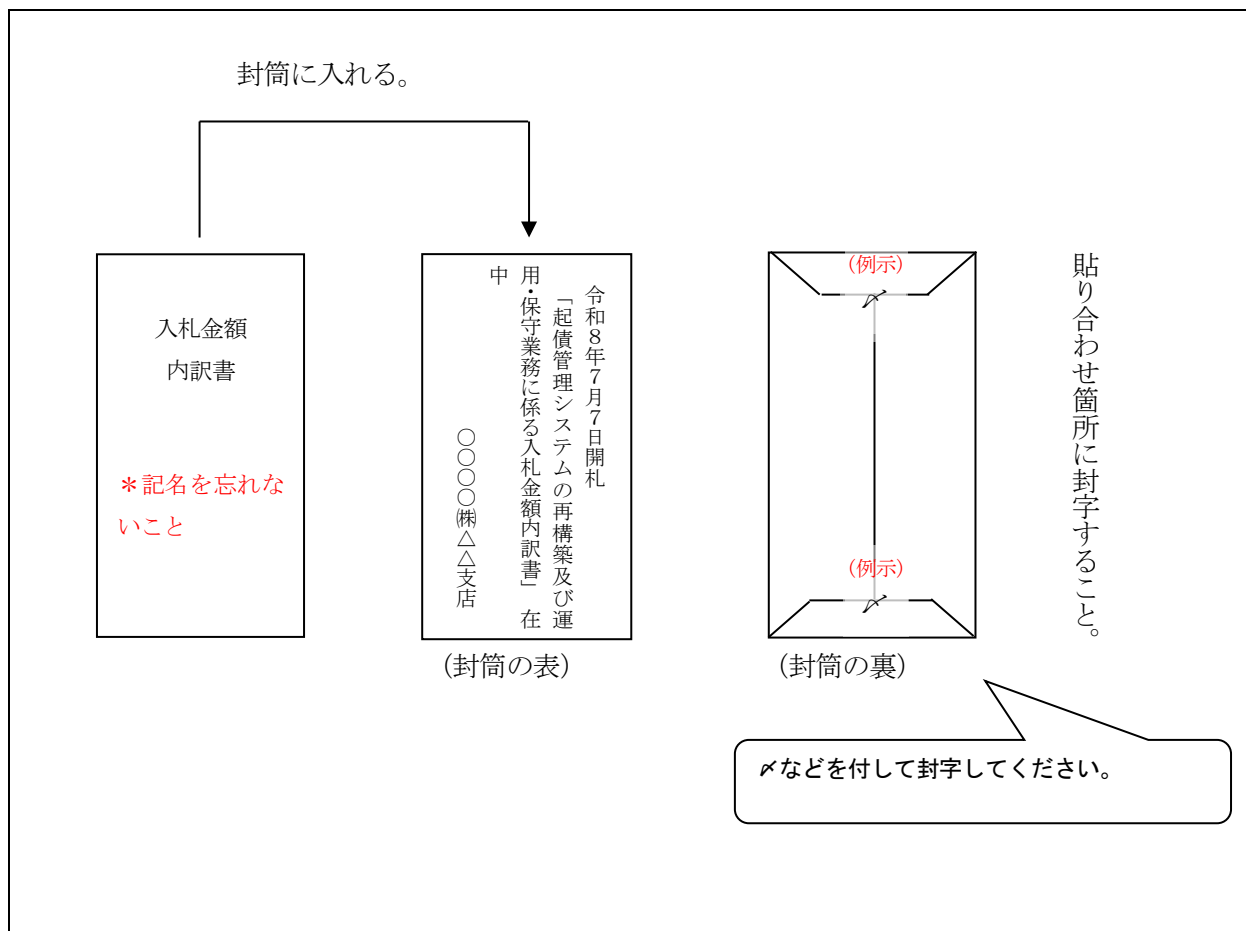 封筒に入れる。
入札金額
内訳書
＊記名を忘れな
いこと
令和８年７月７日開札
「起債管理システムの再構築及び運
用・保守業務に係る入札金額内訳書」 在
中
○○○○㈱△△支店
（封筒の表）
（例示）
〆
（例示）
〆
（封筒の裏）
貼り合わせ箇所に封字すること。
〆などを付して封字してください。